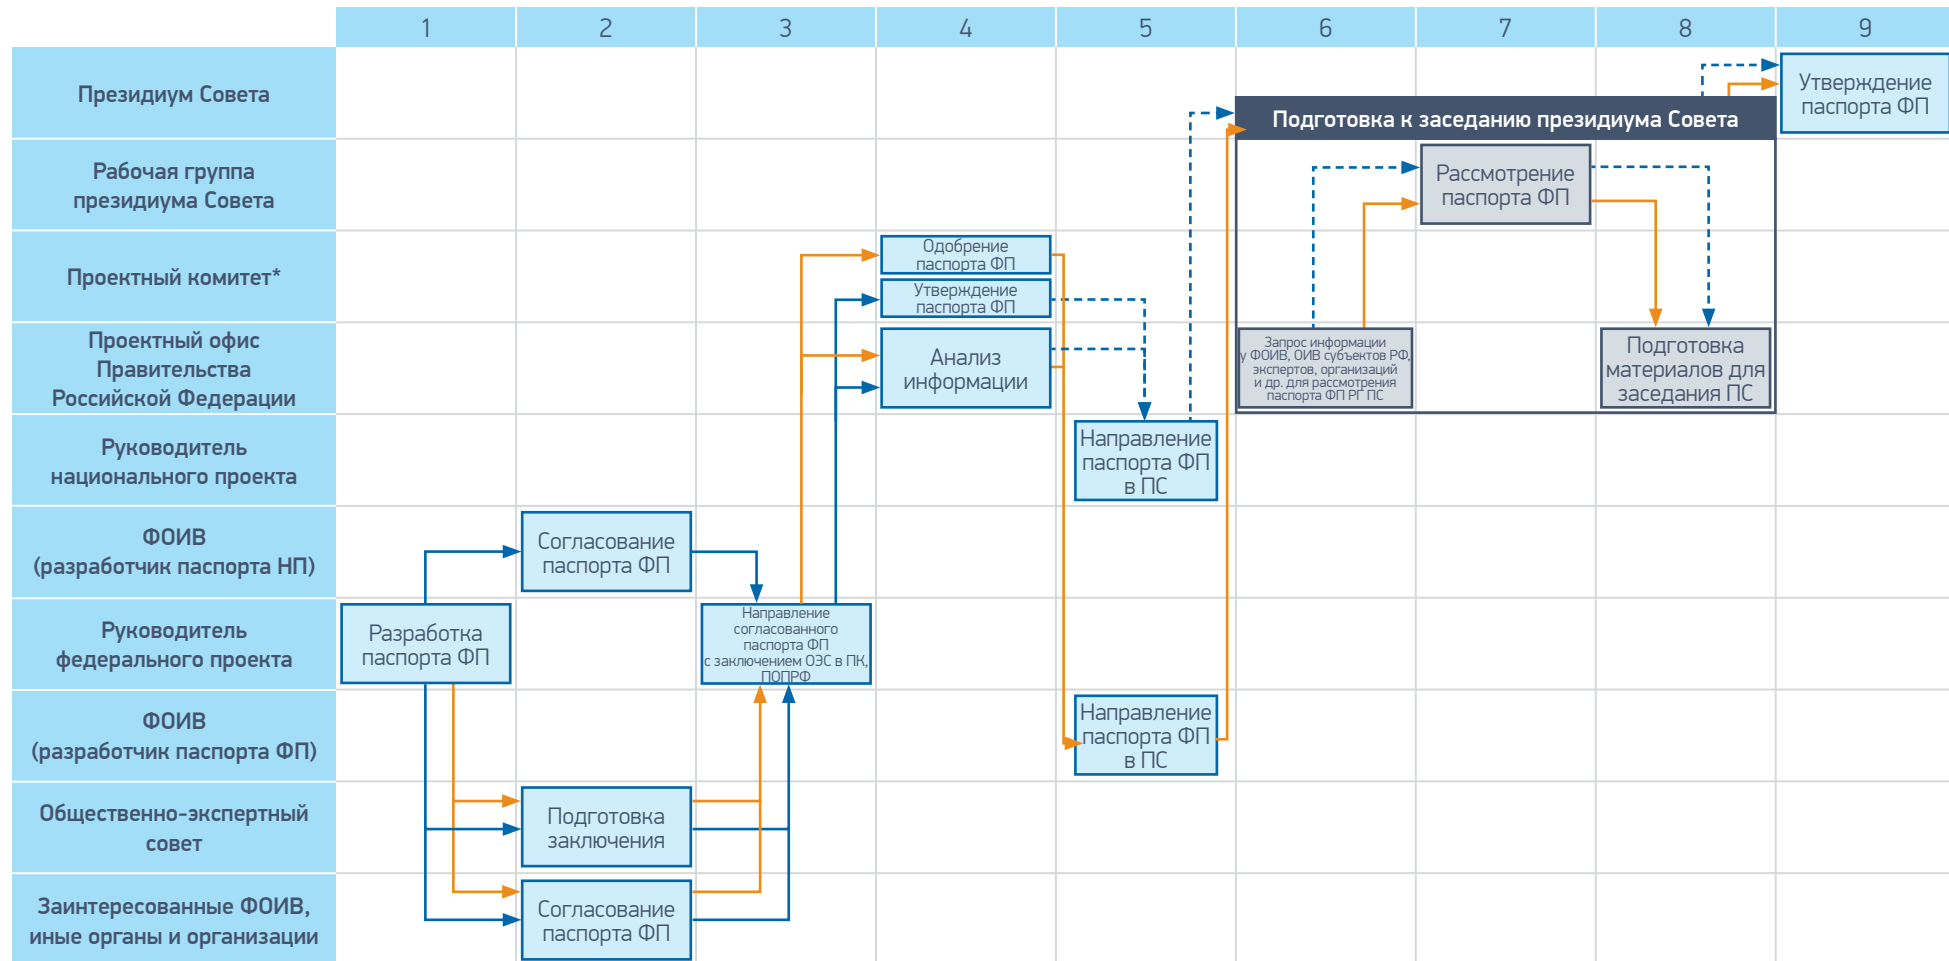 1 2 3 4 5 6 7 8 9
Президиум Совета
Утверждение
паспорта ФП
Подготовка к заседанию президиума Совета
Рабочая группа
президиума Совета
Рассмотрение
паспорта ФП
Проектный комитет*
Одобрение
паспорта ФП
Утверждение
паспорта ФП
Проектный офис
Правительства
Российской Федерации
Анализ
информации
Запрос информации
у ФОИВ, ОИВ субъектов РФ,
экспертов, организаций
и др. для рассмотрения
паспорта ФП РГ ПС
Подготовка
материалов для
заседания ПС
Руководитель
национального проекта
Направление
паспорта ФП
в ПС
ФОИВ
(разработчик паспорта НП)
Согласование
паспорта ФП
Руководитель
федерального проекта
Разработка
паспорта ФП
Направление
согласованного
паспорта ФП
с заключением ОЭС в ПК,
ПОПРФ
ФОИВ
(разработчик паспорта ФП)
Направление
паспорта ФП
в ПС
Общественно-экспертный
совет
Подготовка
заключения
Заинтересованные ФОИВ,
иные органы и организации
Согласование
паспорта ФП